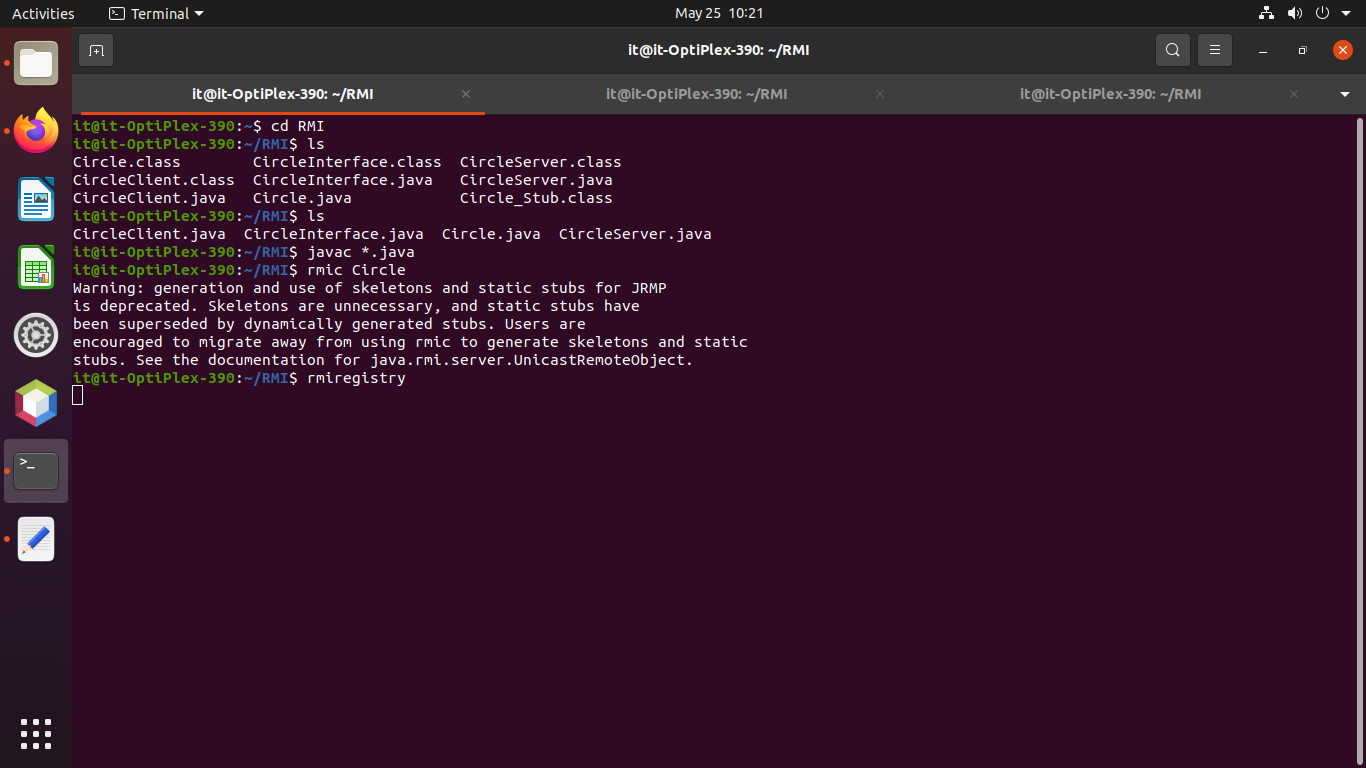 Activities
Terminal
May 25 10:21
it@it-OptiPlex-390: ~/RMI
it@it-OptiPlex-390: ~/RMI
it@it-OptiPlex-390: ~/RMI
it@it-OptiPlex-390: ~/RMI
it@it-OptiPlex-390:~$ cd RMI
it@it-OptiPlex-390:~/RMI$ ls
Circle.class        CircleInterface.class  CircleServer.class
CircleClient.class  CircleInterface.java   CircleServer.java
CircleClient.java   Circle.java            Circle_Stub.class
it@it-OptiPlex-390:~/RMI$ ls
CircleClient.java  CircleInterface.java  Circle.java  CircleServer.java
it@it-OptiPlex-390:~/RMI$ javac *.java
it@it-OptiPlex-390:~/RMI$ rmic Circle
Warning: generation and use of skeletons and static stubs for JRMP
is deprecated. Skeletons are unnecessary, and static stubs have
been superseded by dynamically generated stubs. Users are
encouraged to migrate away from using rmic to generate skeletons and static
stubs. See the documentation for java.rmi.server.UnicastRemoteObject.
it@it-OptiPlex-390:~/RMI$ rmiregistry
>_